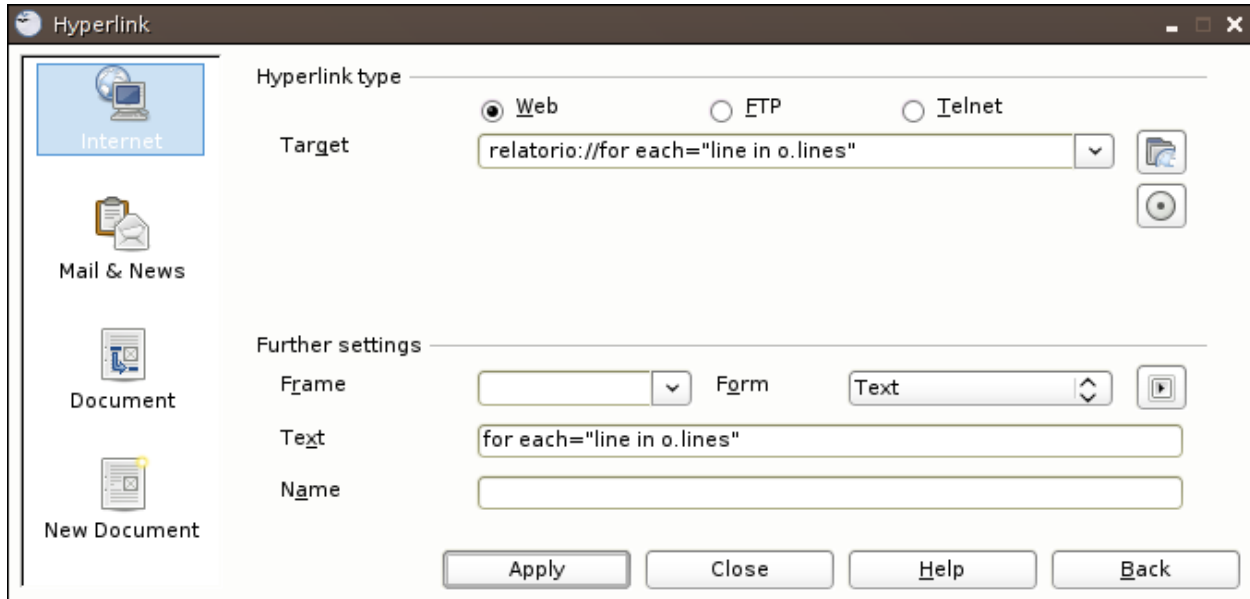 Hyperlink
Internet
Mail & News
Document
New Document
Hyperlink type
Web FTP Telnet
Target relatorio://for each="line in o.lines"
Further settings
Frame Form Text
Text for each="line in o.lines"
Name
Apply Close Help Back